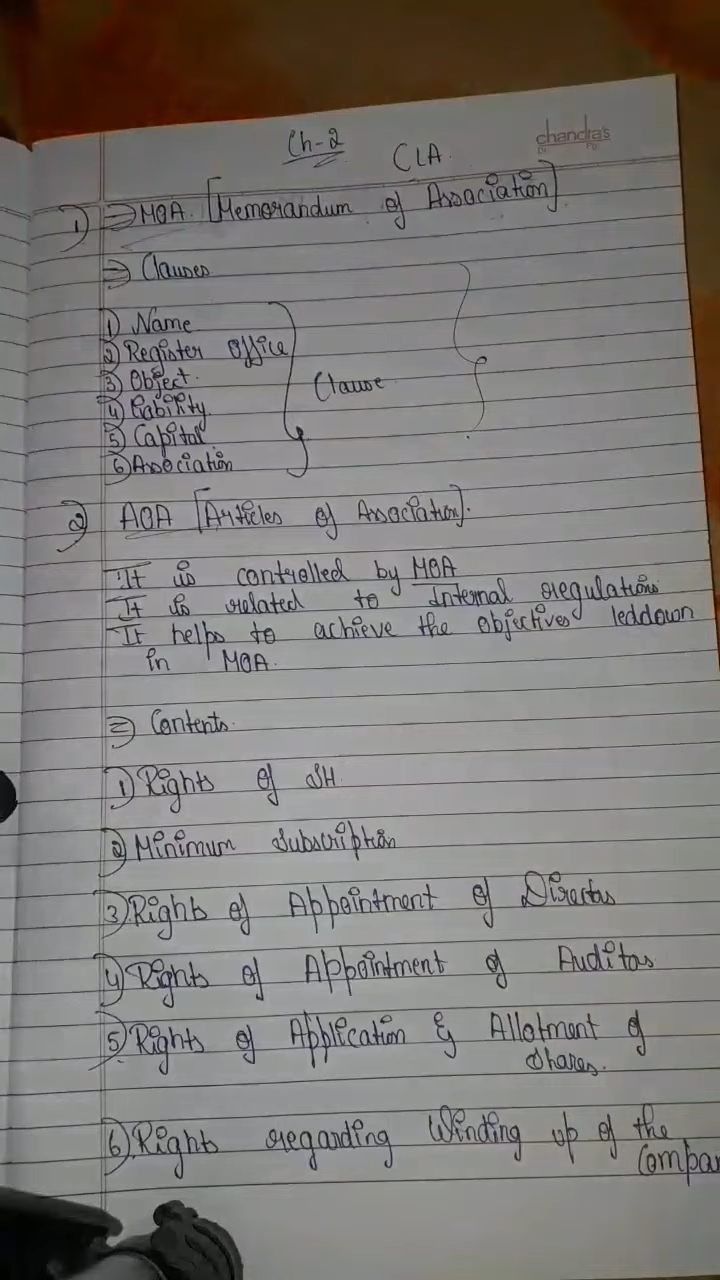 Ch-2
CLA.
chandra's
1) ⇒ MOA. [Memorandum of Association]
⇒ Clauses
1) Name
2) Register office
3) Object.
4) Liability.
5) Capital
6) Association
Clause
2) AOA [Articles of Association].
It is controlled by MOA
It is related to Internal regulations
It helps to achieve the objectives leddown
in MOA.
⇒ Contents.
1) Rights of SH
2) Minimum Subscription
3) Rights of Appointment of Directors
4) Rights of Appointment of Auditors
5) Rights of Application & Allotment of
Shares.
6) Rights regarding Winding up of the
Compa